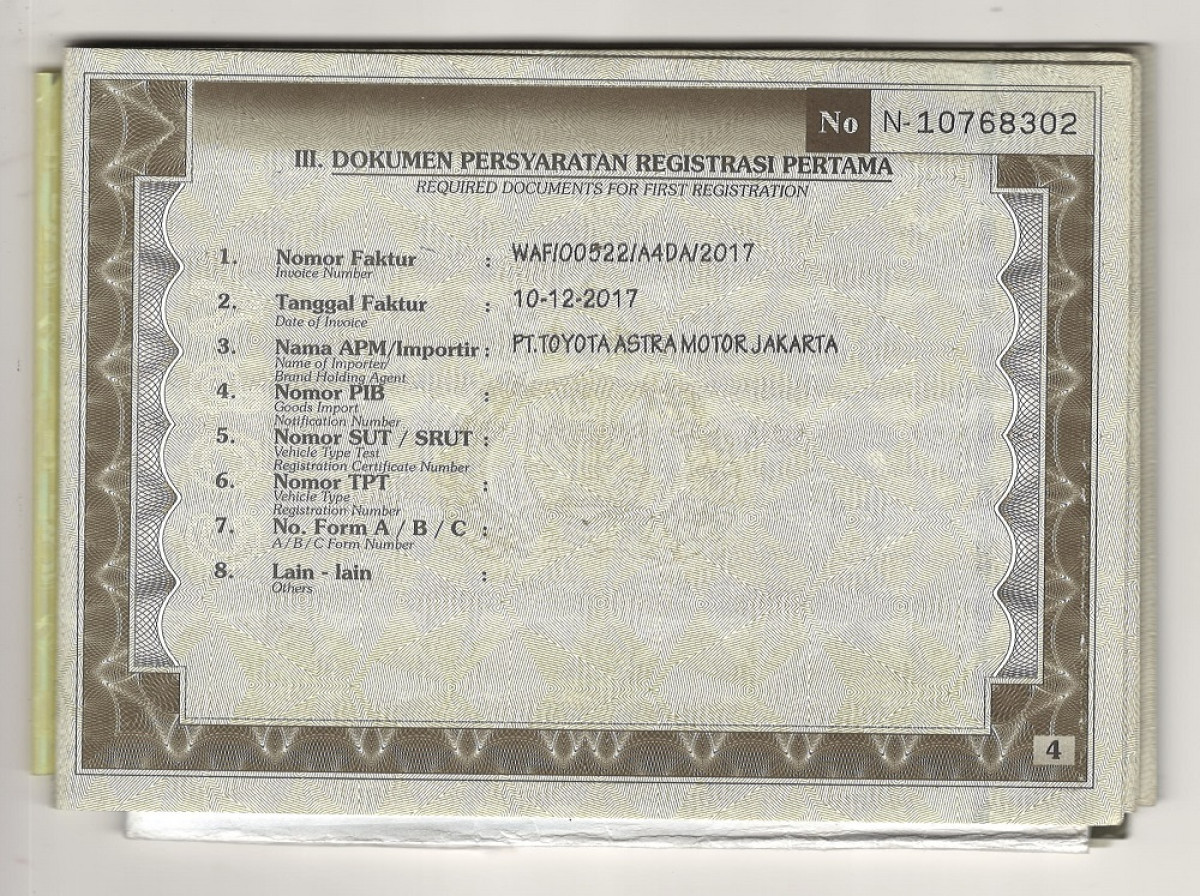 No N-10768302
III. DOKUMEN PERSYARATAN REGISTRASI PERTAMA
REQUIRED DOCUMENTS FOR FIRST REGISTRATION
1. Nomor Faktur : WAF/00522/A4DA/2017
Invoice Number
2. Tanggal Faktur : 10-12-2017
Date of Invoice
3. Nama APM/Importir : PT.TOYOTA ASTRA MOTOR JAKARTA
Name of Importer/
Brand Holding Agent
4. Nomor PIB :
Goods Import
Notification Number
5. Nomor SUT / SRUT :
Vehicle Type Test
Registration Certificate Number
6. Nomor TPT :
Vehicle Type
Registration Number
7. No. Form A / B / C :
A / B / C Form Number
8. Lain - lain :
Others
4